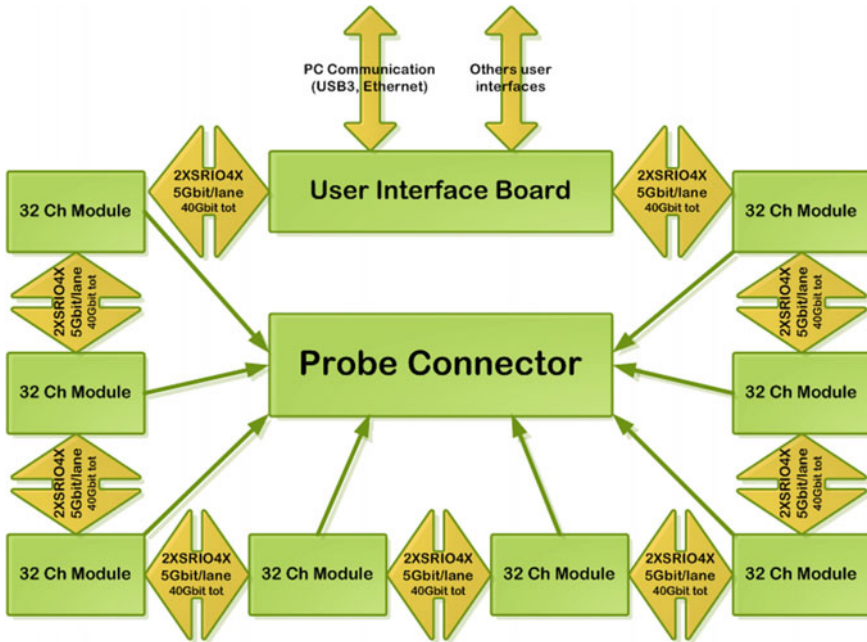 PC Communication
(USB3, Ethernet)
Others user
interfaces
2XSRIO4X
5Gbit/lane
40Gbit tot
User Interface Board
2XSRIO4X
5Gbit/lane
40Gbit tot
32 Ch Module
32 Ch Module
2XSRIO4X
5Gbit/lane
40Gbit tot
2XSRIO4X
5Gbit/lane
40Gbit tot
Probe Connector
32 Ch Module
32 Ch Module
2XSRIO4X
5Gbit/lane
40Gbit tot
2XSRIO4X
5Gbit/lane
40Gbit tot
32 Ch Module
2XSRIO4X
5Gbit/lane
40Gbit tot
32 Ch Module
2XSRIO4X
5Gbit/lane
40Gbit tot
32 Ch Module
2XSRIO4X
5Gbit/lane
40Gbit tot
32 Ch Module